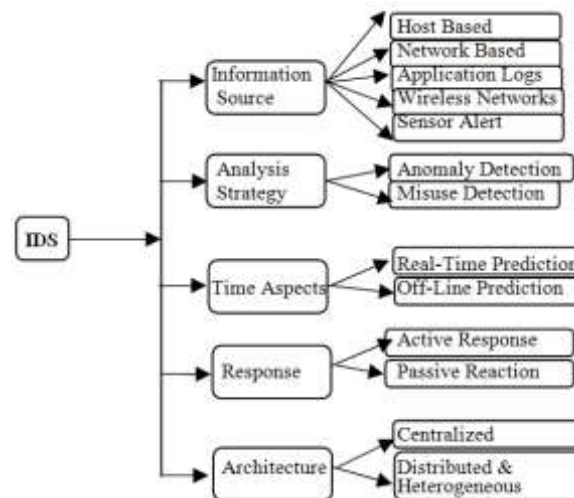 Host Based
Network Based
Information
Source
Application Logs
Wireless Networks
Sensor Alert
Analysis
Strategy
Anomaly Detection
Misuse Detection
IDS
Time Aspects
Real-Time Prediction
Off-Line Prediction
Response
Active Response
Passive Reaction
Architecture
Centralized
Distributed &
Heterogeneous